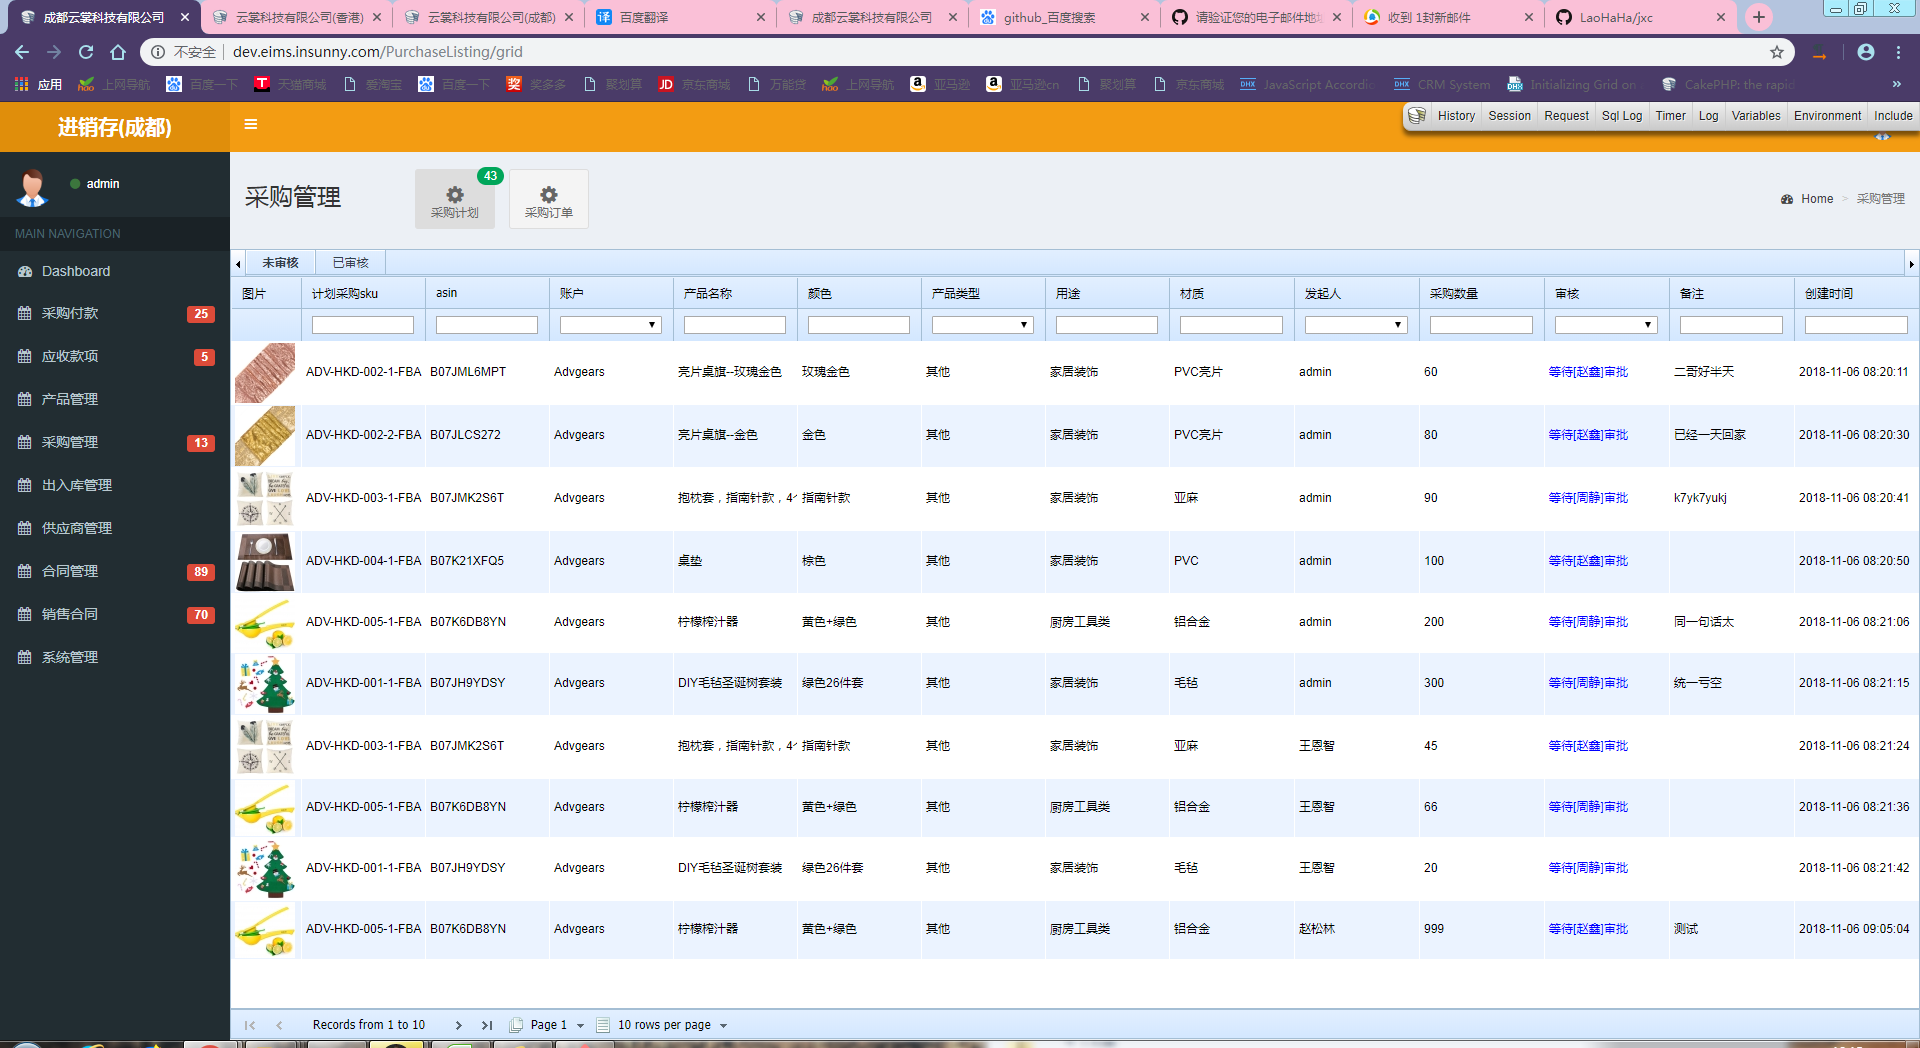 成都云棠科技有限公司
云棠科技有限公司(香港)
云棠科技有限公司(成都)
百度翻译
成都云棠科技有限公司
github_百度搜索
请验证您的电子邮件地址
收到 1封新邮件
LaoHaHa/jxc
不安全 dev.eims.insunny.com/PurchaseListing/grid
应用 上网导航 百度一下 天猫商城 爱淘宝 百度一下 奖多多 聚划算 京东商城 万能贷 上网导航 亚马逊 亚马逊cn 聚划算 京东商城 JavaScript Accordic CRM System Initializing Grid on CakePHP: the rapid
进销存(成都)
History Session Request Sql Log Timer Log Variables Environment Include
admin
MAIN NAVIGATION
Dashboard
采购付款 25
应收款项 5
产品管理
采购管理 13
出入库管理
供应商管理
合同管理 89
销售合同 70
系统管理
采购管理
采购计划 43
采购订单
Home > 采购管理
未审核 已审核
图片 计划采购sku asin 账户 产品名称 颜色 产品类型 用途 材质 发起人 采购数量 审核 备注 创建时间
ADV-HKD-002-1-FBA B07JML6MPT Advgears 亮片桌旗--玫瑰金色 玫瑰金色 其他 家居装饰 PVC亮片 admin 60 等待[赵鑫]审批 二哥好半天 2018-11-06 08:20:11
ADV-HKD-002-2-FBA B07JLCS272 Advgears 亮片桌旗--金色 金色 其他 家居装饰 PVC亮片 admin 80 等待[赵鑫]审批 已经一天回家 2018-11-06 08:20:30
ADV-HKD-003-1-FBA B07JMK2S6T Advgears 抱枕套，指南针款，4个 指南针款 其他 家居装饰 亚麻 admin 90 等待[周静]审批 k7yk7yukj 2018-11-06 08:20:41
ADV-HKD-004-1-FBA B07K21XFQ5 Advgears 桌垫 棕色 其他 家居装饰 PVC admin 100 等待[赵鑫]审批 2018-11-06 08:20:50
ADV-HKD-005-1-FBA B07K6DB8YN Advgears 柠檬榨汁器 黄色+绿色 其他 厨房工具类 铝合金 admin 200 等待[周静]审批 同一句话太 2018-11-06 08:21:06
ADV-HKD-001-1-FBA B07JH9YDSY Advgears DIY毛毡圣诞树套装 绿色26件套 其他 家居装饰 毛毡 admin 300 等待[周静]审批 统一亏空 2018-11-06 08:21:15
ADV-HKD-003-1-FBA B07JMK2S6T Advgears 抱枕套，指南针款，4个 指南针款 其他 家居装饰 亚麻 王恩智 45 等待[赵鑫]审批 2018-11-06 08:21:24
ADV-HKD-005-1-FBA B07K6DB8YN Advgears 柠檬榨汁器 黄色+绿色 其他 厨房工具类 铝合金 王恩智 66 等待[周静]审批 2018-11-06 08:21:36
ADV-HKD-001-1-FBA B07JH9YDSY Advgears DIY毛毡圣诞树套装 绿色26件套 其他 家居装饰 毛毡 王恩智 20 等待[周静]审批 2018-11-06 08:21:42
ADV-HKD-005-1-FBA B07K6DB8YN Advgears 柠檬榨汁器 黄色+绿色 其他 厨房工具类 铝合金 赵松林 999 等待[赵鑫]审批 测试 2018-11-06 09:05:04
Records from 1 to 10 Page 1 10 rows per page